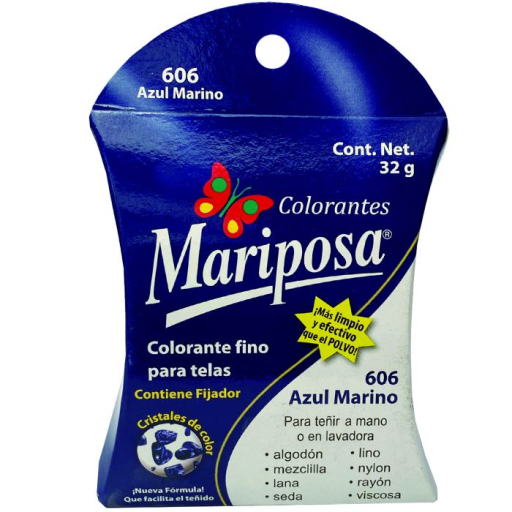 606
Azul Marino
Cont. Net.
32 g
Colorantes
Mariposa®
¡Más limpio
y efectivo
que el POLVO!
Colorante fino
para telas
Contiene Fijador
606
Azul Marino
Cristales de color
Para teñir a mano
o en lavadora
• algodón
• mezclilla
• lana
• seda
• lino
• nylon
• rayón
• viscosa
¡Nueva Fórmula!
Que facilita el teñido